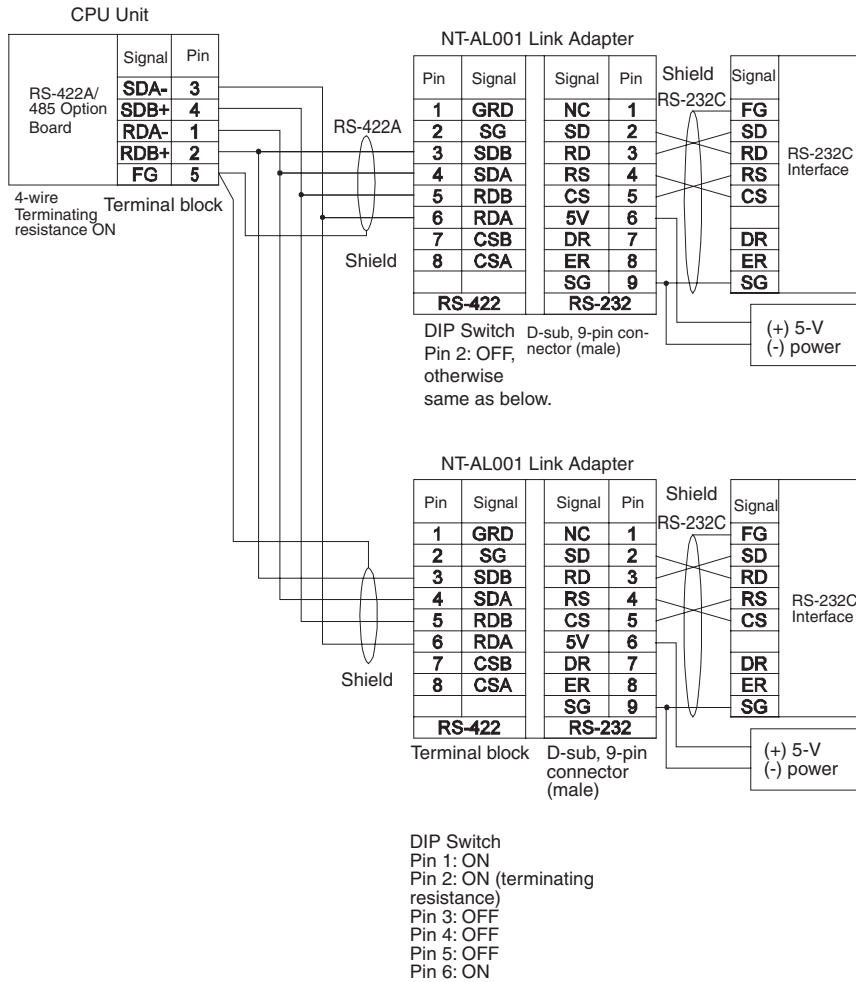 CPU Unit
Signal Pin
RS-422A/
485 Option
Board
SDA- 3
SDB+ 4
RDA- 1
RDB+ 2
FG 5
4-wire
Terminating
resistance ON
Terminal block
RS-422A
Shield
NT-AL001 Link Adapter
Pin Signal Signal Pin
1 GRD NC 1
2 SG SD 2
3 SDB RD 3
4 SDA RS 4
5 RDB CS 5
6 RDA 5V 6
7 CSB DR 7
8 CSA ER 8
SG 9
RS-422 RS-232
DIP Switch
Pin 2: OFF,
otherwise
same as below.
D-sub, 9-pin con-
nector (male)
Shield
RS-232C
Signal
FG
SD
RD
RS
CS
DR
ER
SG
RS-232C
Interface
(+) 5-V
(-) power
NT-AL001 Link Adapter
Pin Signal Signal Pin
1 GRD NC 1
2 SG SD 2
3 SDB RD 3
4 SDA RS 4
5 RDB CS 5
6 RDA 5V 6
7 CSB DR 7
8 CSA ER 8
SG 9
RS-422 RS-232
Shield
Terminal block
D-sub, 9-pin
connector
(male)
Shield
RS-232C
Signal
FG
SD
RD
RS
CS
DR
ER
SG
RS-232C
Interface
(+) 5-V
(-) power
DIP Switch
Pin 1: ON
Pin 2: ON (terminating
resistance)
Pin 3: OFF
Pin 4: OFF
Pin 5: OFF
Pin 6: ON